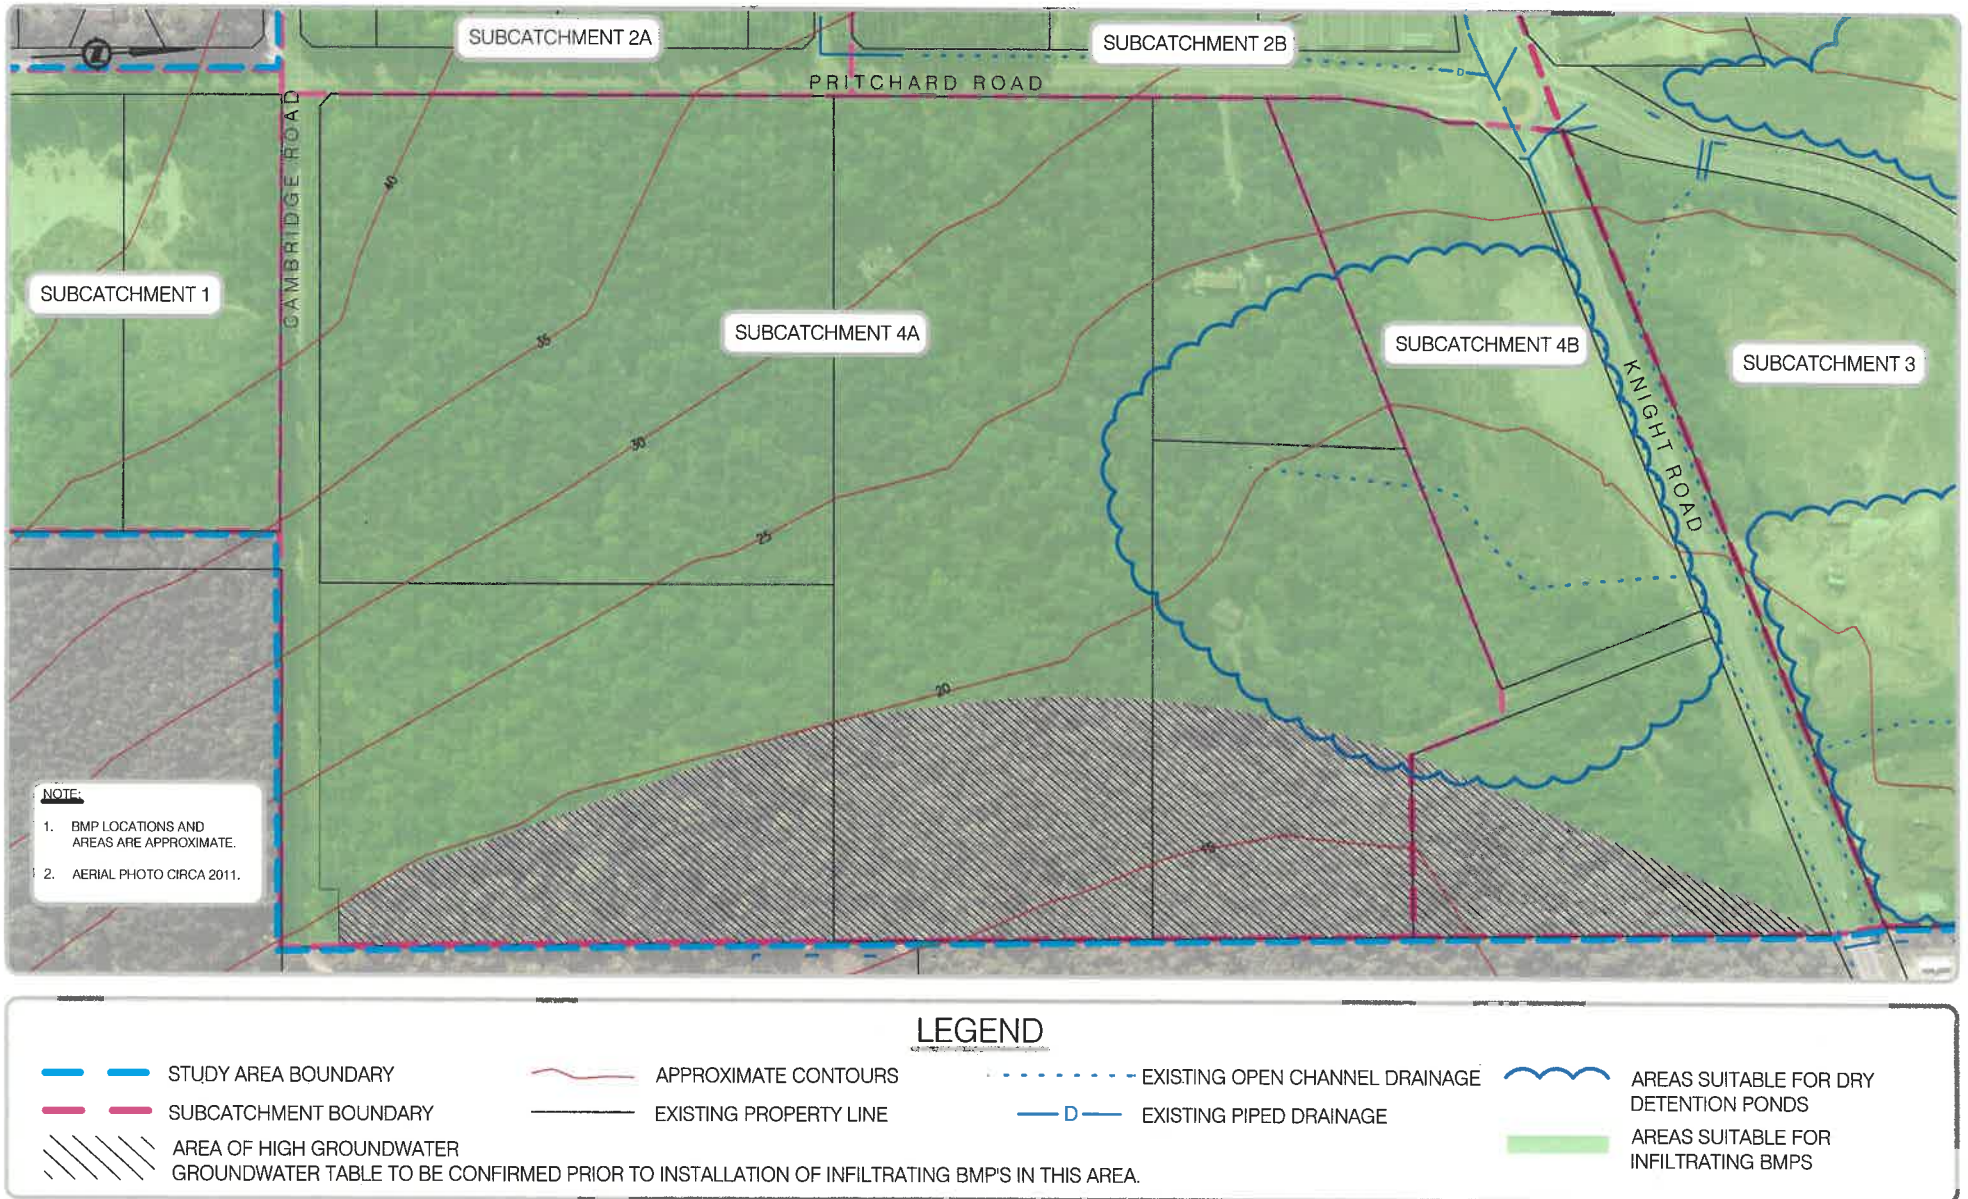 SUBCATCHMENT 2A
SUBCATCHMENT 2B
PRITCHARD ROAD
D
CAMBRIDGE ROAD
40
SUBCATCHMENT 1
SUBCATCHMENT 4A
SUBCATCHMENT 4B
SUBCATCHMENT 3
KNIGHT ROAD
35
30
25
20
15
NOTE:
1. BMP LOCATIONS AND
AREAS ARE APPROXIMATE.
2. AERIAL PHOTO CIRCA 2011.
LEGEND
STUDY AREA BOUNDARY
SUBCATCHMENT BOUNDARY
AREA OF HIGH GROUNDWATER
GROUNDWATER TABLE TO BE CONFIRMED PRIOR TO INSTALLATION OF INFILTRATING BMP'S IN THIS AREA.
APPROXIMATE CONTOURS
EXISTING PROPERTY LINE
EXISTING OPEN CHANNEL DRAINAGE
D EXISTING PIPED DRAINAGE
AREAS SUITABLE FOR DRY
DETENTION PONDS
AREAS SUITABLE FOR
INFILTRATING BMPS